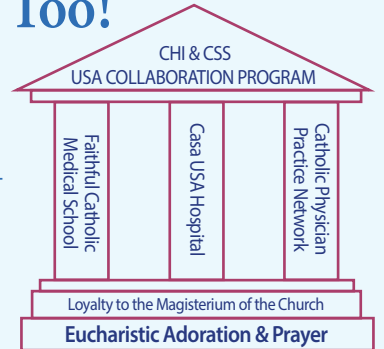 Too!
CHI & CSS
USA COLLABORATION PROGRAM
Faithful Catholic
Medical School
Casa USA Hospital
Catholic Physician
Practice Network
Loyalty to the Magisterium of the Church
Eucharistic Adoration & Prayer